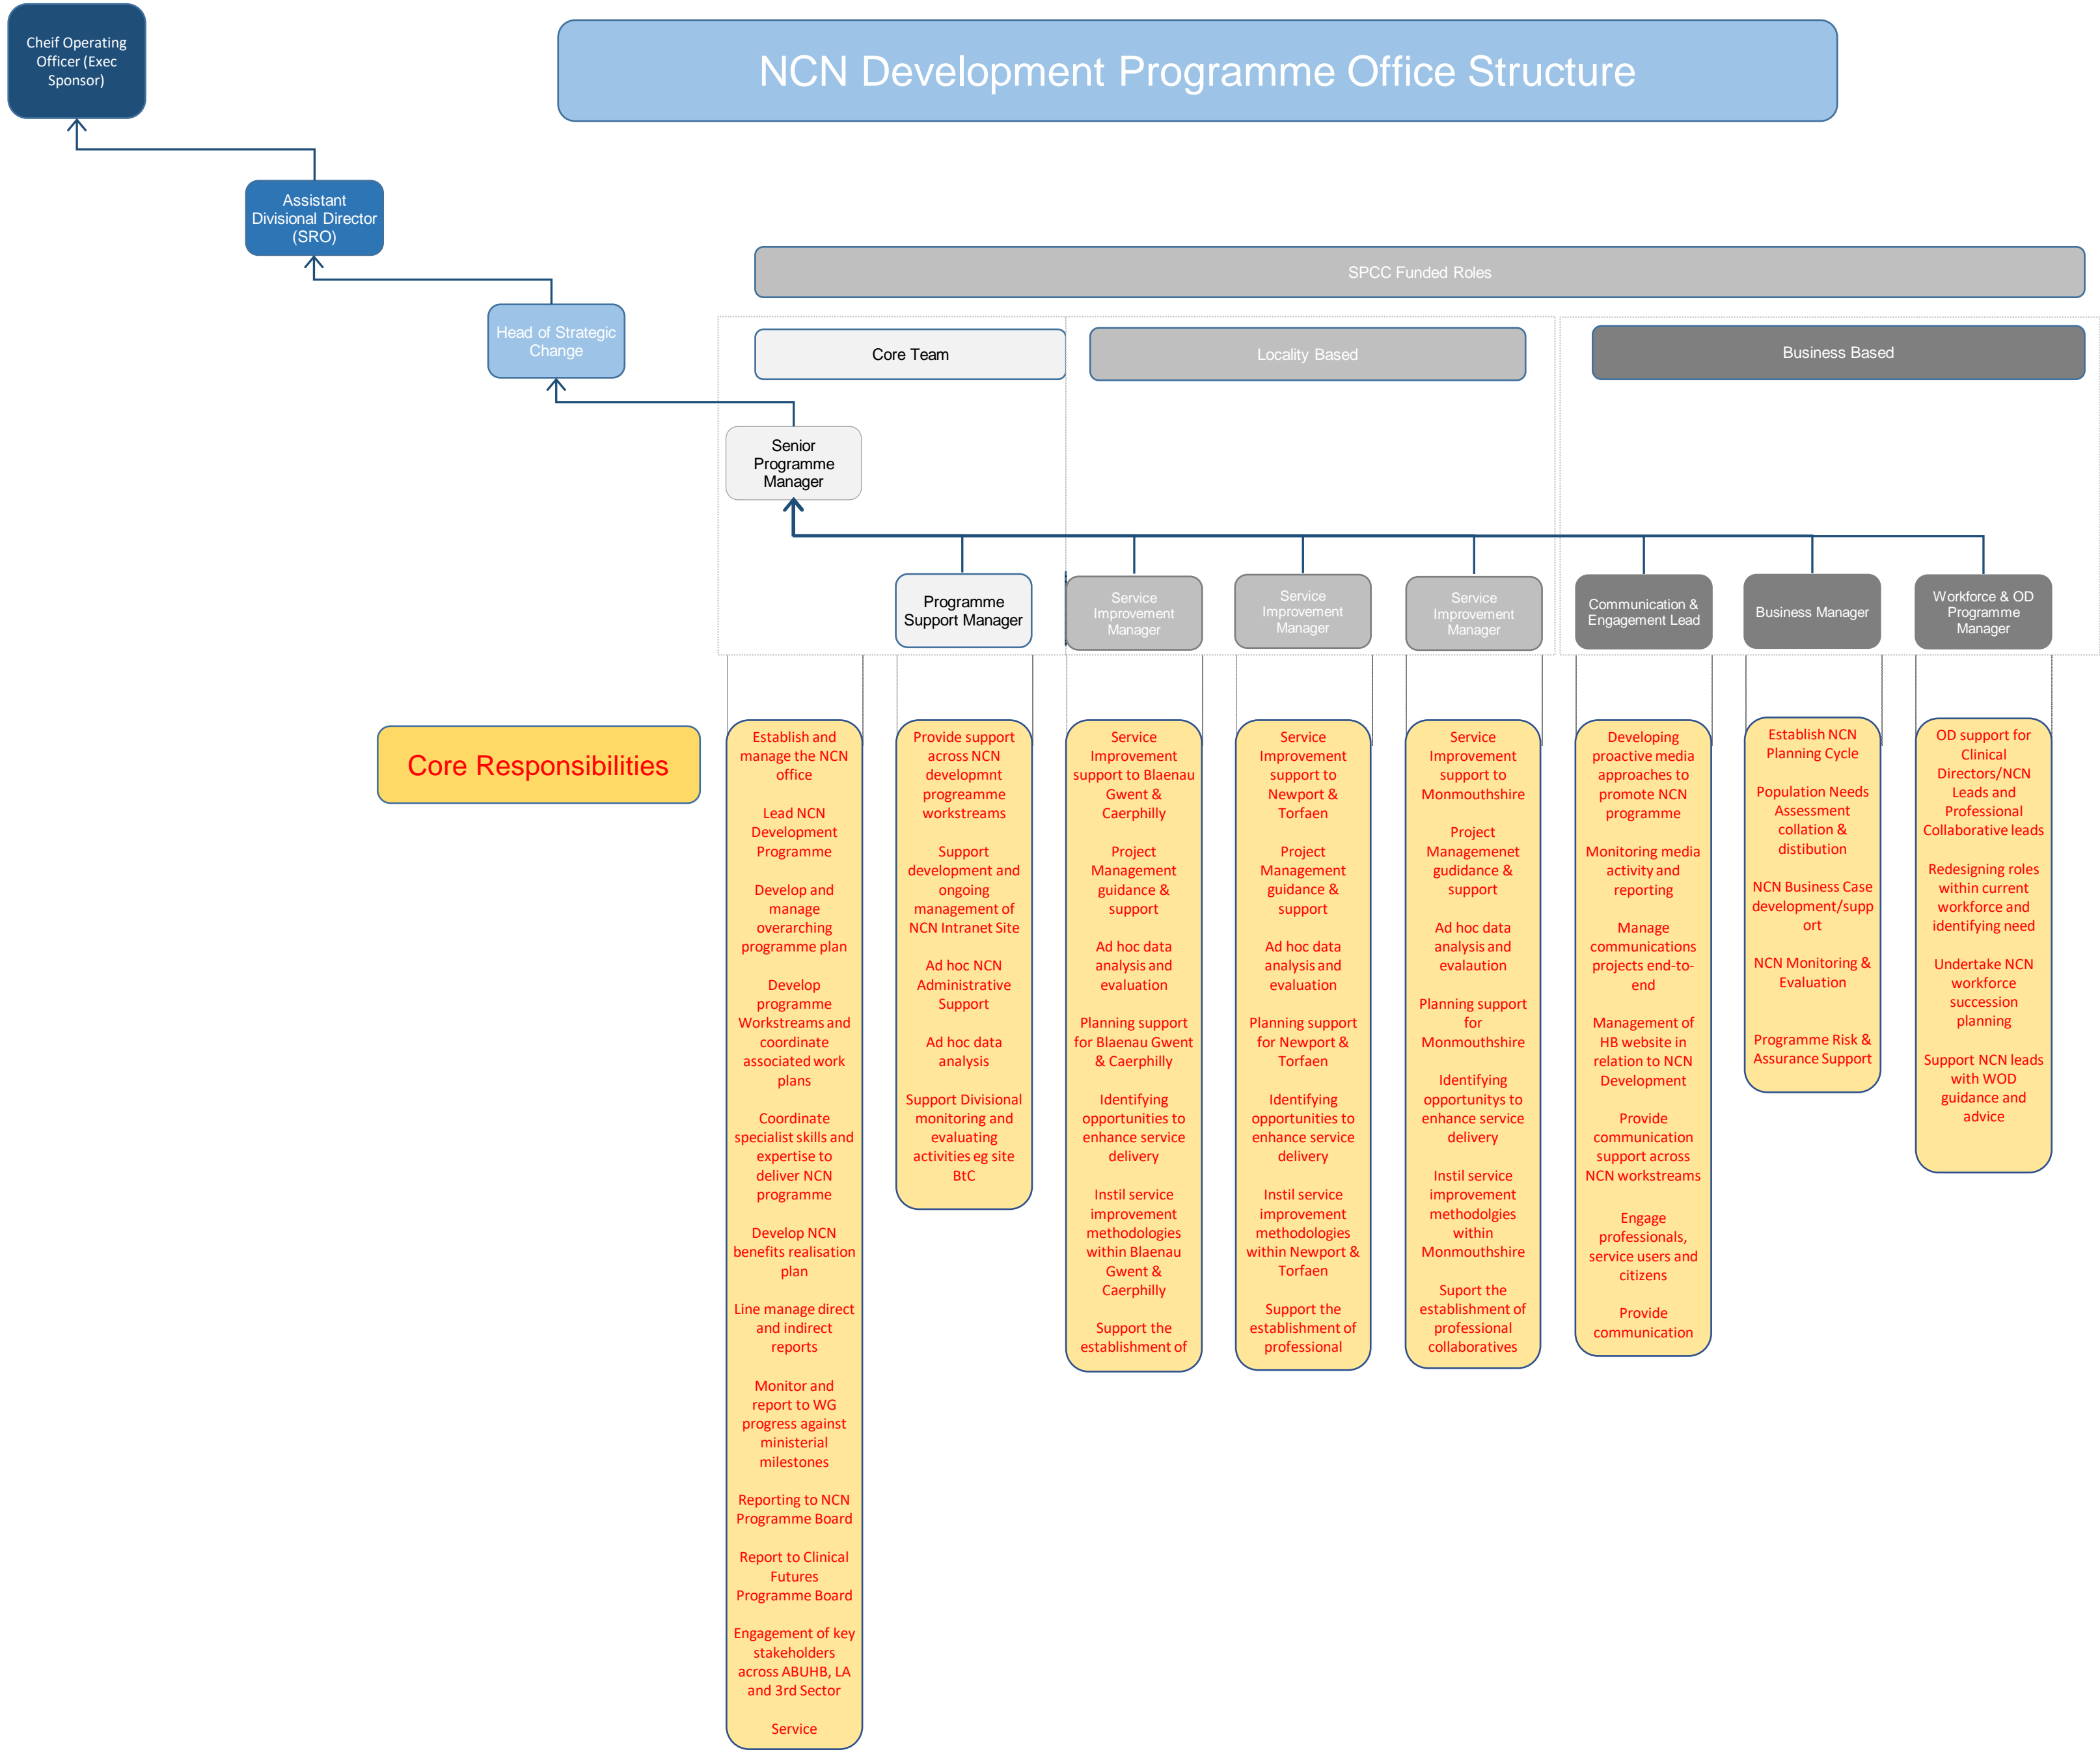 Cheif Operating
Officer (Exec
Sponsor)
NCN Development Programme Office Structure
Assistant
Divisional Director
(SRO)
SPCC Funded Roles
Head of Strategic
Change
Core Team
Locality Based
Business Based
Senior
Programme
Manager
Programme
Support Manager
Service
Improvement
Manager
Service
Improvement
Manager
Service
Improvement
Manager
Communication &
Engagement Lead
Business Manager
Workforce & OD
Programme
Manager
Core Responsibilities
Establish and
manage the NCN
office
Lead NCN
Development
Programme
Develop and
manage
overarching
programme plan
Develop
programme
Workstreams and
coordinate
associated work
plans
Coordinate
specialist skills and
expertise to
deliver NCN
programme
Develop NCN
benefits realisation
plan
Line manage direct
and indirect
reports
Monitor and
report to WG
progress against
ministerial
milestones
Reporting to NCN
Programme Board
Report to Clinical
Futures
Programme Board
Engagement of key
stakeholders
across ABUHB, LA
and 3rd Sector
Service
Provide support
across NCN
developmnt
progreamme
workstreams
Support
development and
ongoing
management of
NCN Intranet Site
Ad hoc NCN
Administrative
Support
Ad hoc data
analysis
Support Divisional
monitoring and
evaluating
activities eg site
BtC
Service
Improvement
support to Blaenau
Gwent &
Caerphilly
Project
Management
guidance &
support
Ad hoc data
analysis and
evaluation
Planning support
for Blaenau Gwent
& Caerphilly
Identifying
opportunities to
enhance service
delivery
Instil service
improvement
methodologies
within Blaenau
Gwent &
Caerphilly
Support the
establishment of
Service
Improvement
support to
Newport &
Torfaen
Project
Management
guidance &
support
Ad hoc data
analysis and
evaluation
Planning support
for Newport &
Torfaen
Identifying
opportunities to
enhance service
delivery
Instil service
improvement
methodologies
within Newport &
Torfaen
Support the
establishment of
professional
Service
Improvement
support to
Monmouthshire
Project
Managemenet
gudidance &
support
Ad hoc data
analysis and
evalaution
Planning support
for
Monmouthshire
Identifying
opportunitys to
enhance service
delivery
Instil service
improvement
methodolgies
within
Monmouthshire
Suport the
establishment of
professional
collaboratives
Developing
proactive media
approaches to
promote NCN
programme
Monitoring media
activity and
reporting
Manage
communications
projects end-to-
end
Management of
HB website in
relation to NCN
Development
Provide
communication
support across
NCN workstreams
Engage
professionals,
service users and
citizens
Provide
communication
Establish NCN
Planning Cycle
Population Needs
Assessment
collation &
distibution
NCN Business Case
development/supp
ort
NCN Monitoring &
Evaluation
Programme Risk &
Assurance Support
OD support for
Clinical
Directors/NCN
Leads and
Professional
Collaborative leads
Redesigning roles
within current
workforce and
identifying need
Undertake NCN
workforce
succession
planning
Support NCN leads
with WOD
guidance and
advice